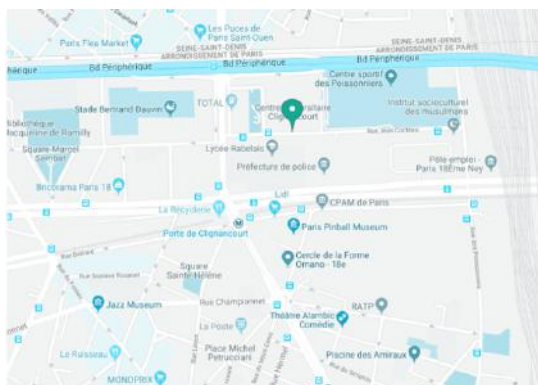 Les Puces de
Paris Saint-Ouen
Paris Flea Market
SEINE-SAINT-DENIS
ARRONDISSEMENT DE PARIS
SEINE-SAINT-DENIS
ARRONDISSEMENT DE PARIS
Bd Périphérique
Bd Périphérique
Bd Périphérique
phérique
Centre sportif
des Poissonniers
TOTAL
Stade Bertrand Dauvin
Institut socioculturel
des musulmans
Bibliothèque
Jacqueline de Romilly
Lycée Rabelais
Square Marcel
Sembat
Préfecture de police
Pôle emploi -
Paris 18Ème Ney
Bricorama Paris 18
Lidl
CPAM de Paris
La Recyclerie
Porte de Clignancourt
Paris Pinball Museum
Cercle de la Forme
Ornano - 18e
Square
Sainte Hélène
Jazz Museum
Rue Championnet
RATP
Théâtre Alambic
Comédie
La Poste
Place Michel
Petrucciani
Le Ruisseau
Piscine des Amiraux
MONOPRIX